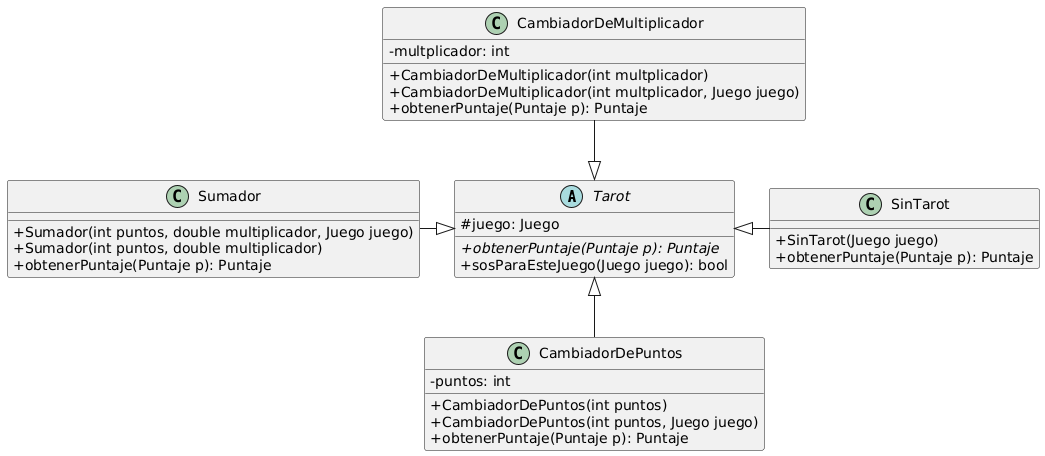 C CambiadorDeMultiplicador
-multplicador: int
+CambiadorDeMultiplicador(int multplicador)
+CambiadorDeMultiplicador(int multplicador, Juego juego)
+obtenerPuntaje(Puntaje p): Puntaje
C Sumador
+Sumador(int puntos, double multiplicador, Juego juego)
+Sumador(int puntos, double multiplicador)
+obtenerPuntaje(Puntaje p): Puntaje
A Tarot
#juego: Juego
+obtenerPuntaje(Puntaje p): Puntaje
+sosParaEsteJuego(Juego juego): bool
C SinTarot
+SinTarot(Juego juego)
+obtenerPuntaje(Puntaje p): Puntaje
C CambiadorDePuntos
-puntos: int
+CambiadorDePuntos(int puntos)
+CambiadorDePuntos(int puntos, Juego juego)
+obtenerPuntaje(Puntaje p): Puntaje